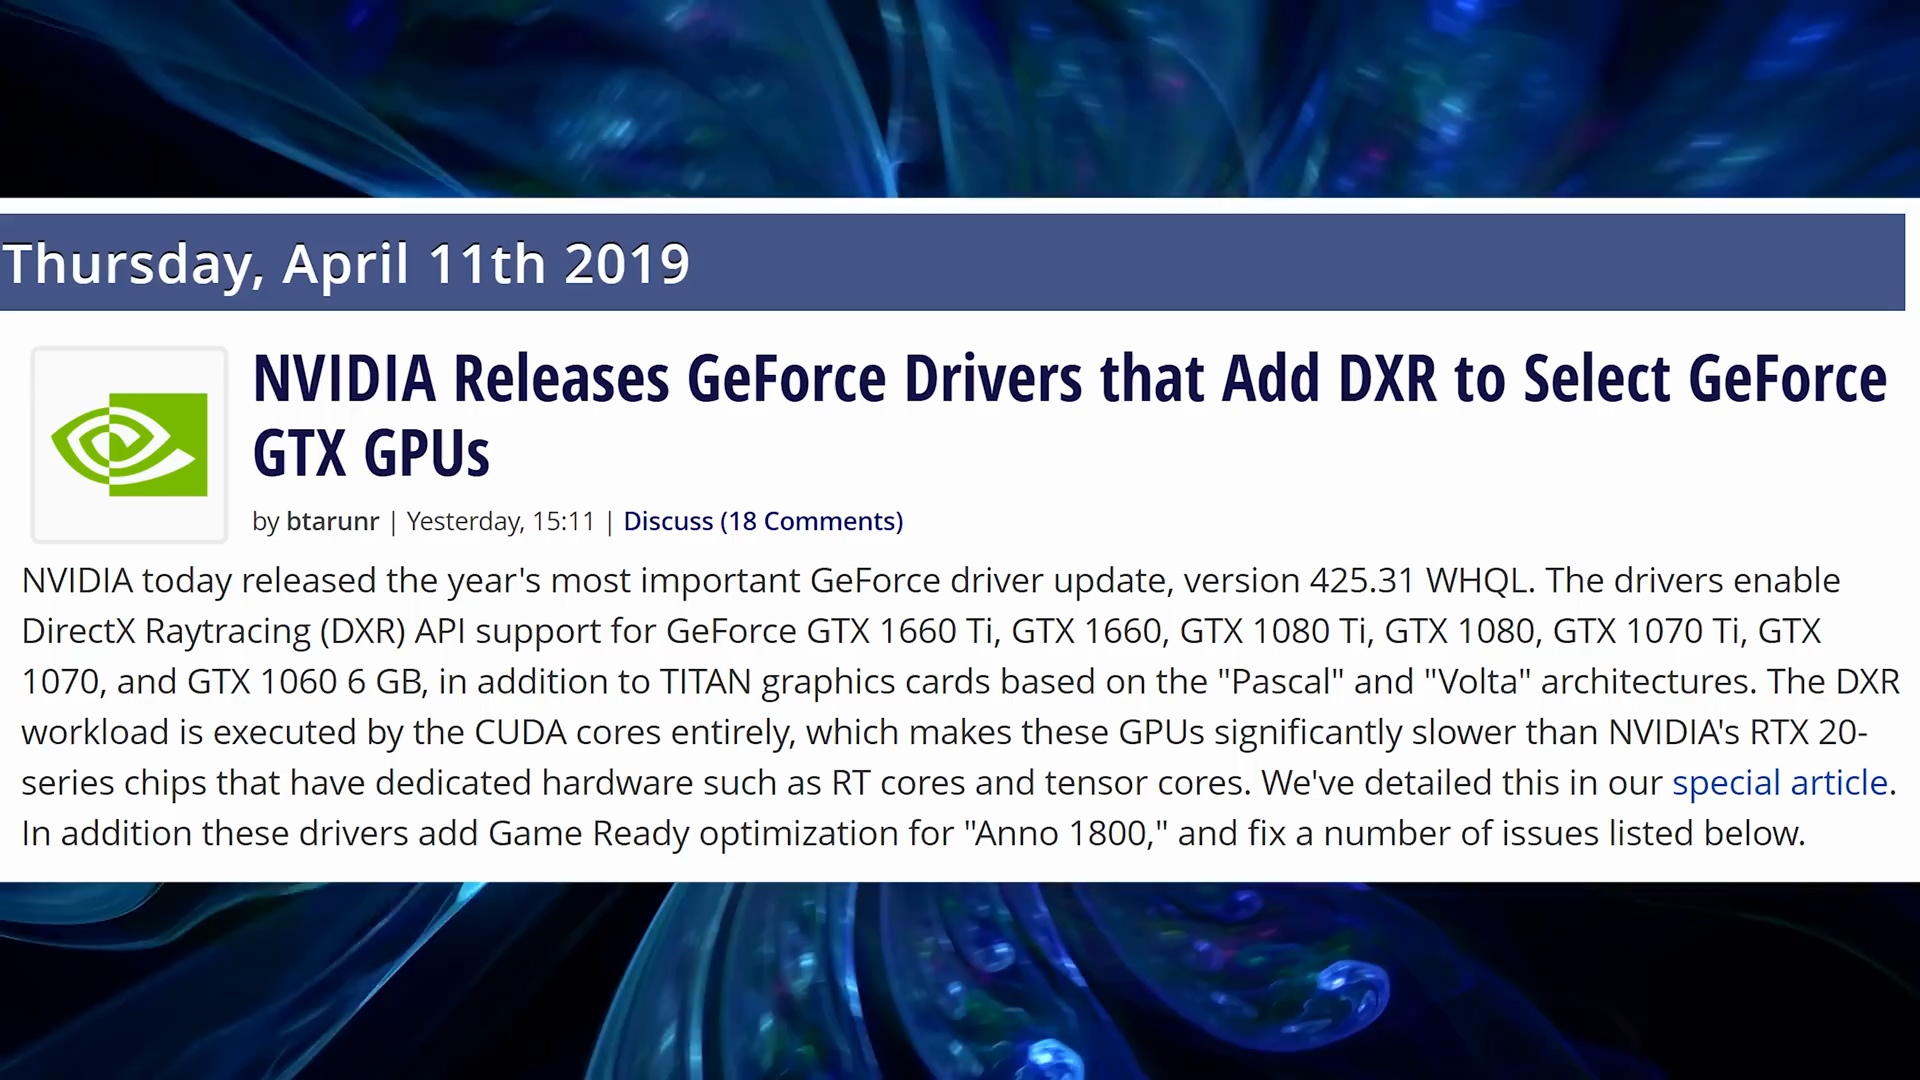 Thursday, April 11th 2019
NVIDIA Releases GeForce Drivers that Add DXR to Select GeForce
GTX GPUs
by btarunr | Yesterday, 15:11 | Discuss (18 Comments)
NVIDIA today released the year's most important GeForce driver update, version 425.31 WHQL. The drivers enable
DirectX Raytracing (DXR) API support for GeForce GTX 1660 Ti, GTX 1660, GTX 1080 Ti, GTX 1080, GTX 1070 Ti, GTX
1070, and GTX 1060 6 GB, in addition to TITAN graphics cards based on the "Pascal" and "Volta" architectures. The DXR
workload is executed by the CUDA cores entirely, which makes these GPUs significantly slower than NVIDIA's RTX 20-
series chips that have dedicated hardware such as RT cores and tensor cores. We've detailed this in our special article.
In addition these drivers add Game Ready optimization for "Anno 1800," and fix a number of issues listed below.